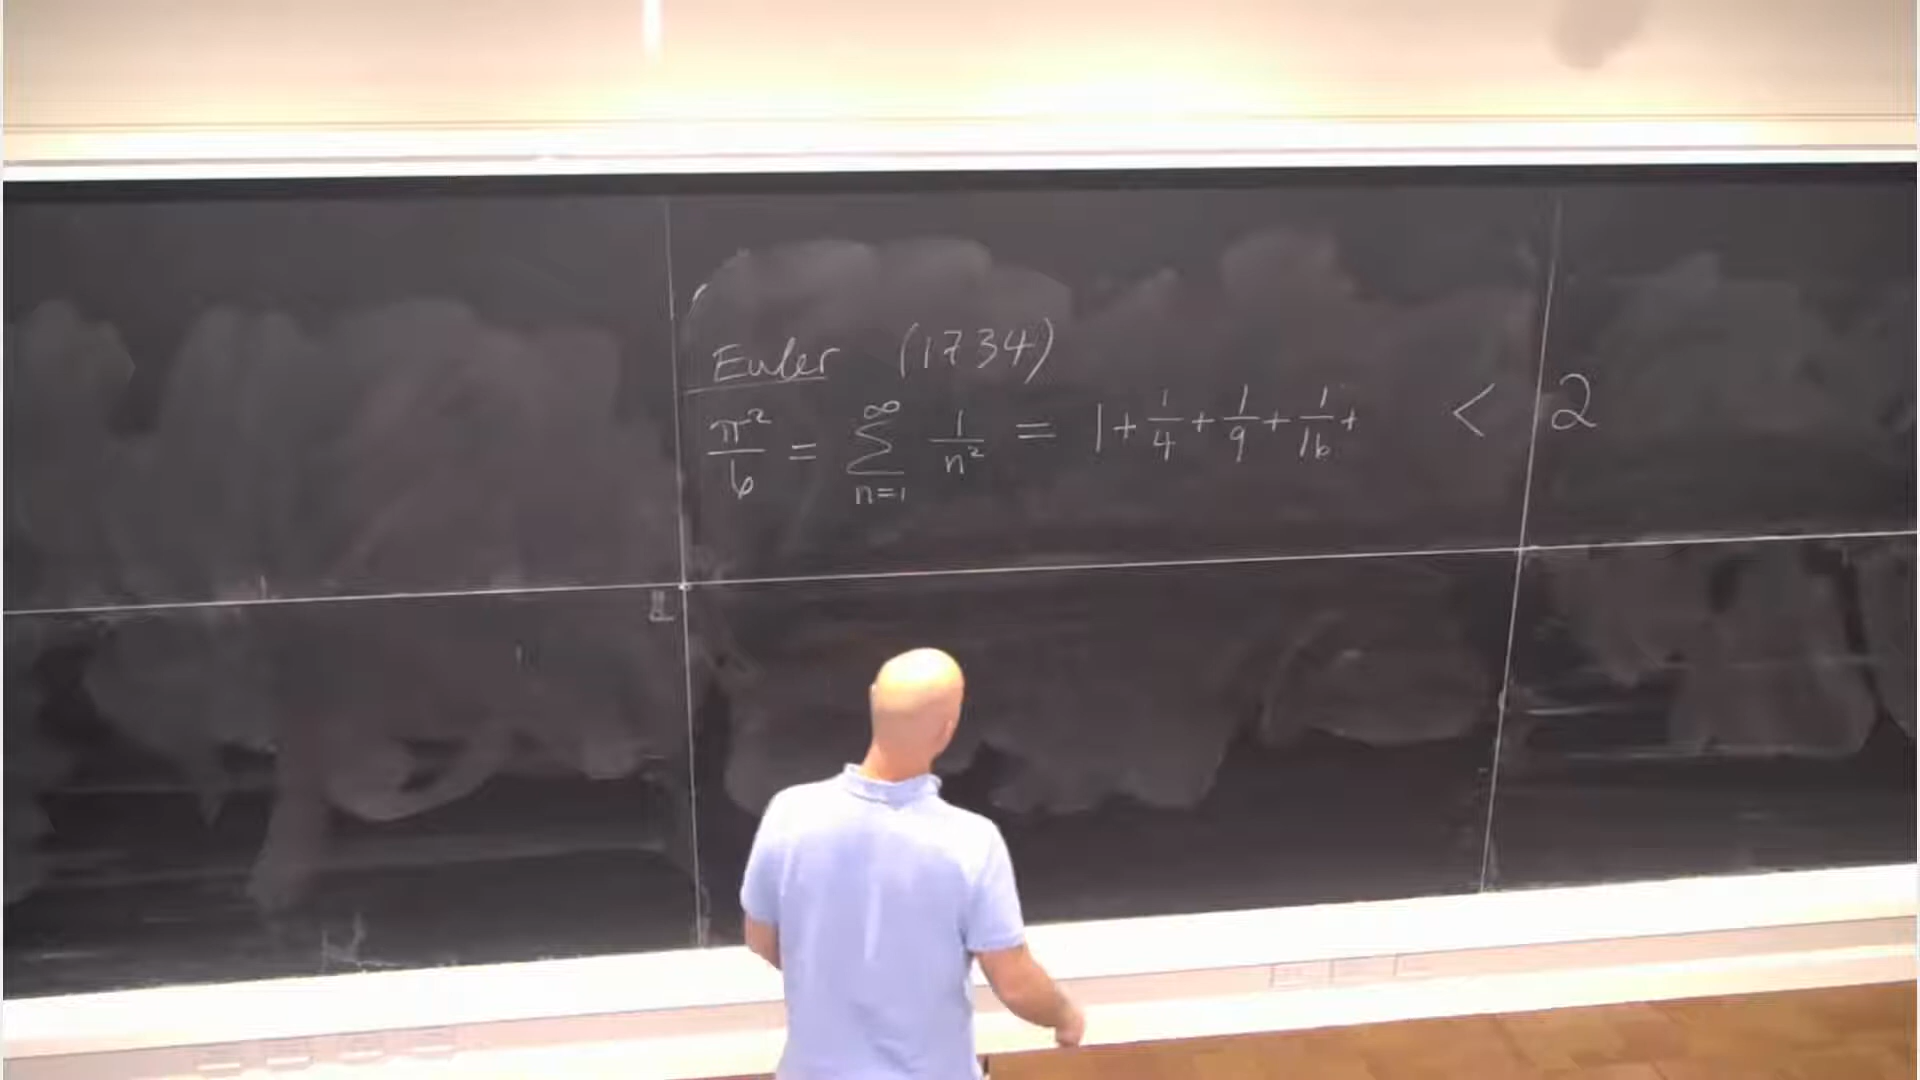 Euler (1734)
π²/6 = ∑_{n=1}^{∞} 1/n² = 1 + 1/4 + 1/9 + 1/16 + < 2